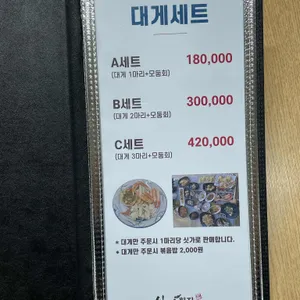 대게세트
A세트 180,000
(대게 1마리+모둠회)
B세트 300,000
(대게 2마리+모둠회)
C세트 420,000
(대게 3마리+모둠회)
* 대게만 주문시 1마리당 싯가로 판매합니다.
* 대게만 주문시 볶음밥 2,000원